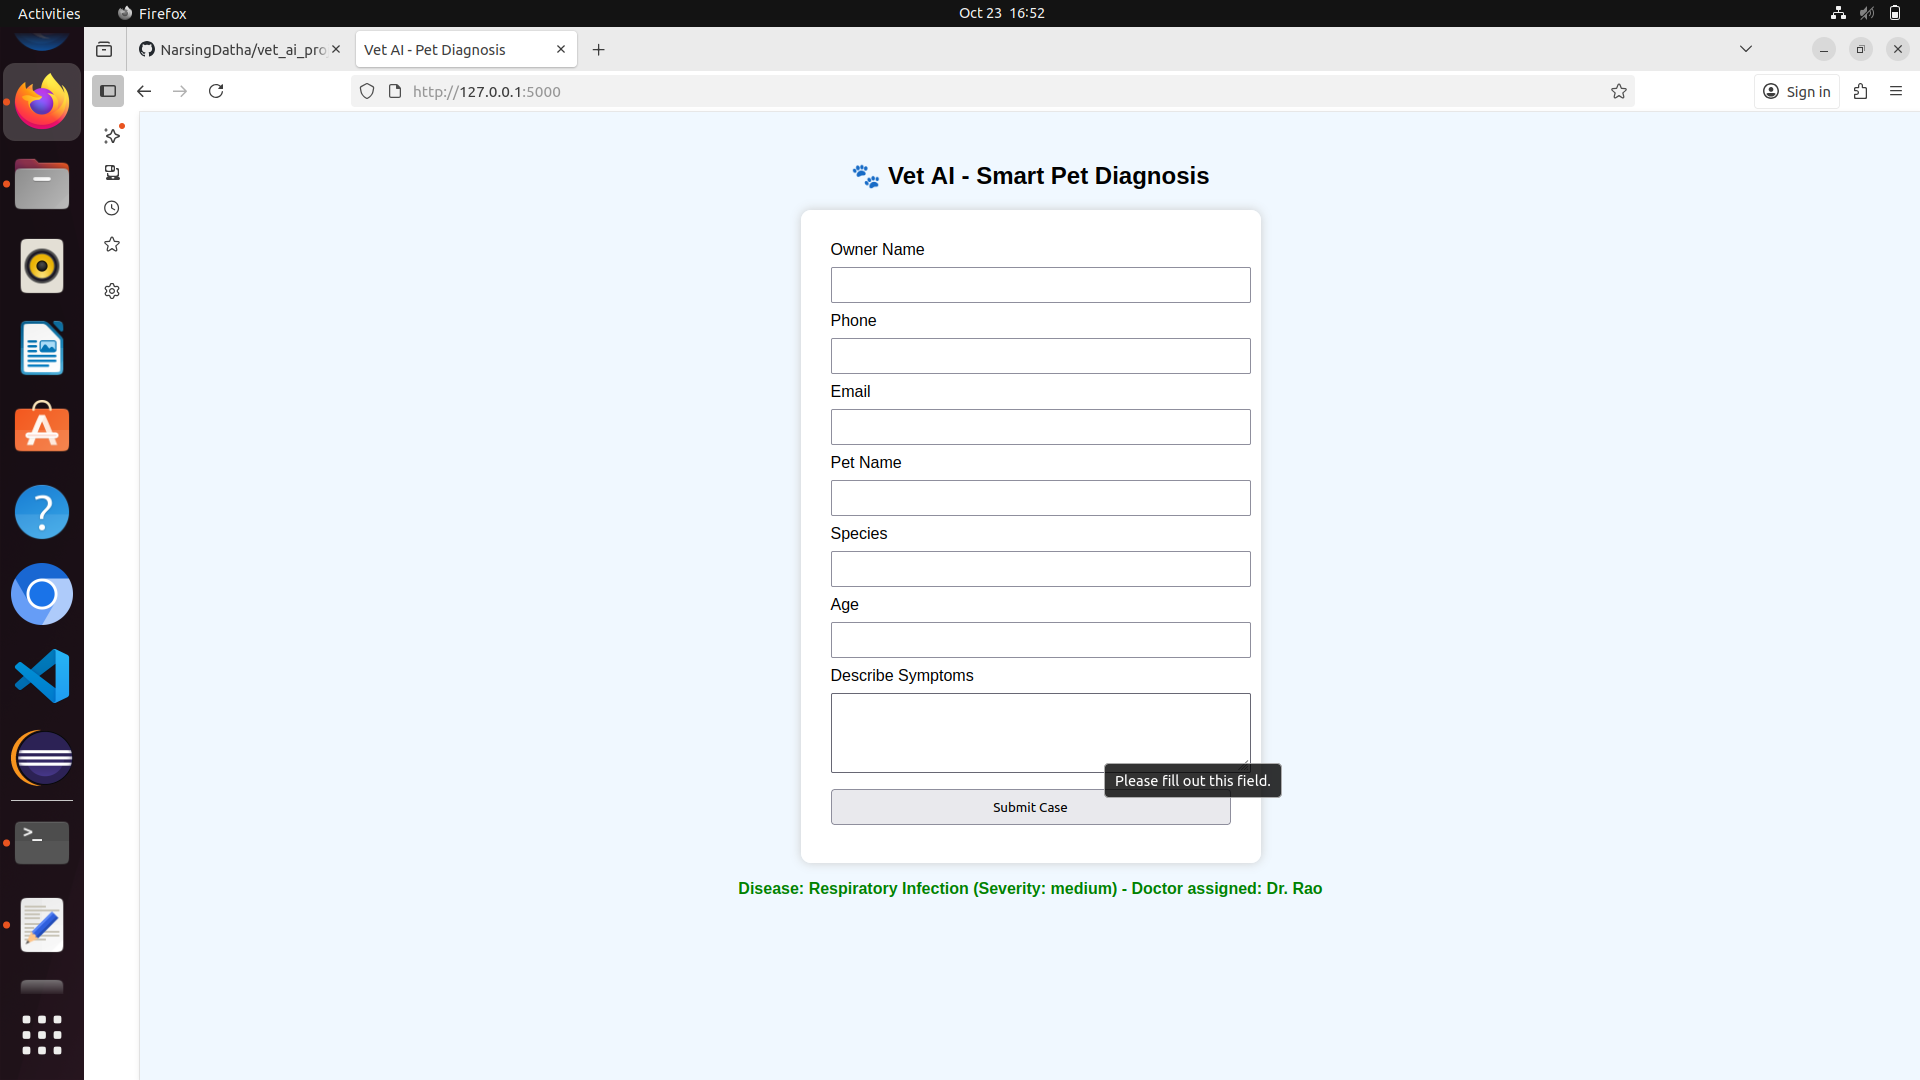 Activities
Firefox
Oct 23 16:52
NarsingDatha/vet_ai_pro
Vet AI - Pet Diagnosis
http://127.0.0.1:5000
Sign in
Vet AI - Smart Pet Diagnosis
Owner Name
Phone
Email
Pet Name
Species
Age
Describe Symptoms
Please fill out this field.
Submit Case
Disease: Respiratory Infection (Severity: medium) - Doctor assigned: Dr. Rao